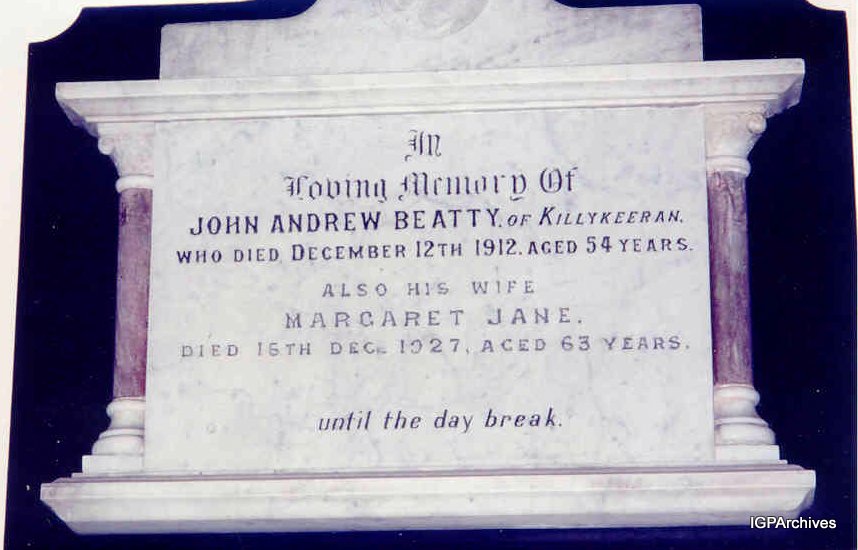 In
Loving Memory Of
JOHN ANDREW BEATTY. OF KILLYKEERAN.
WHO DIED DECEMBER 12TH 1912. AGED 54 YEARS.
ALSO HIS WIFE
MARGARET JANE.
DIED 15TH DEC. 1927, AGED 63 YEARS.
until the day break.
IGPArchives